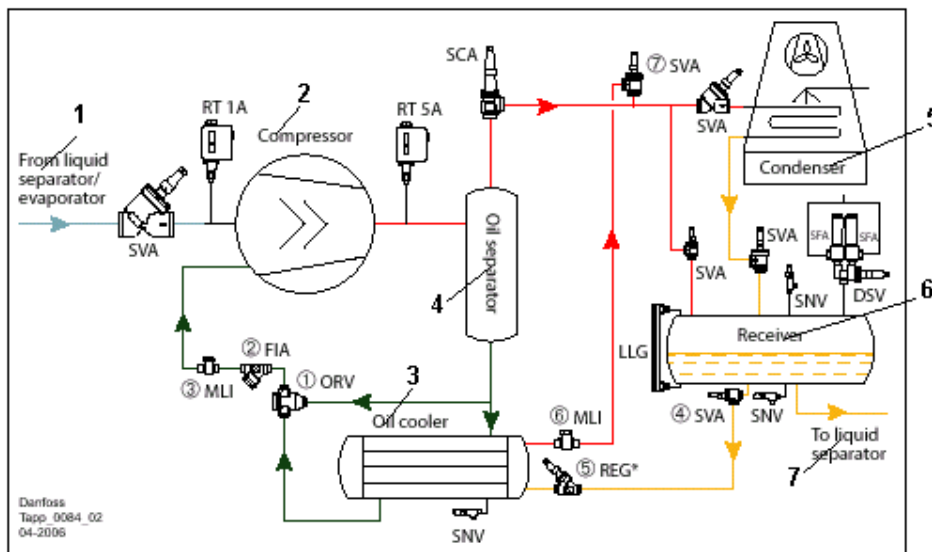 SCA
⑦ SVA
1
RT 1A
2
Compressor
RT 5A
SVA
5
From liquid
separator/
evaporator
SVA
Condenser
Oil separator
4
SVA
SFA
SFA
SVA
SNV
DSV
6
Receiver
LLG
② FIA
③ MLI
① ORV
3
Oil cooler
⑥ MLI
④ SVA
SNV
To liquid
separator
7
⑤ REG*
SNV
Danfoss
Tapp_0084_02
04-2006